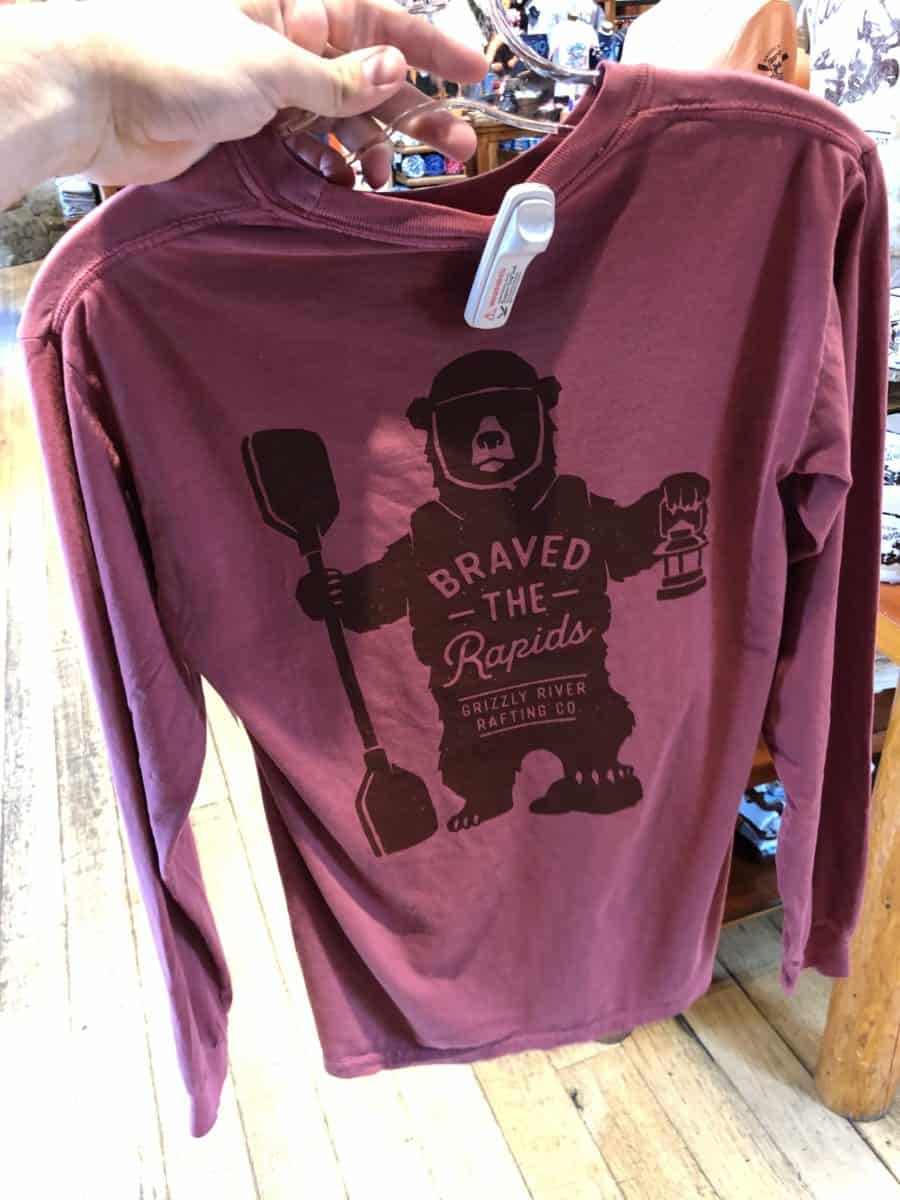 BRAVED
THE
Rapids
GRIZZLY RIVER
RAFTING CO.